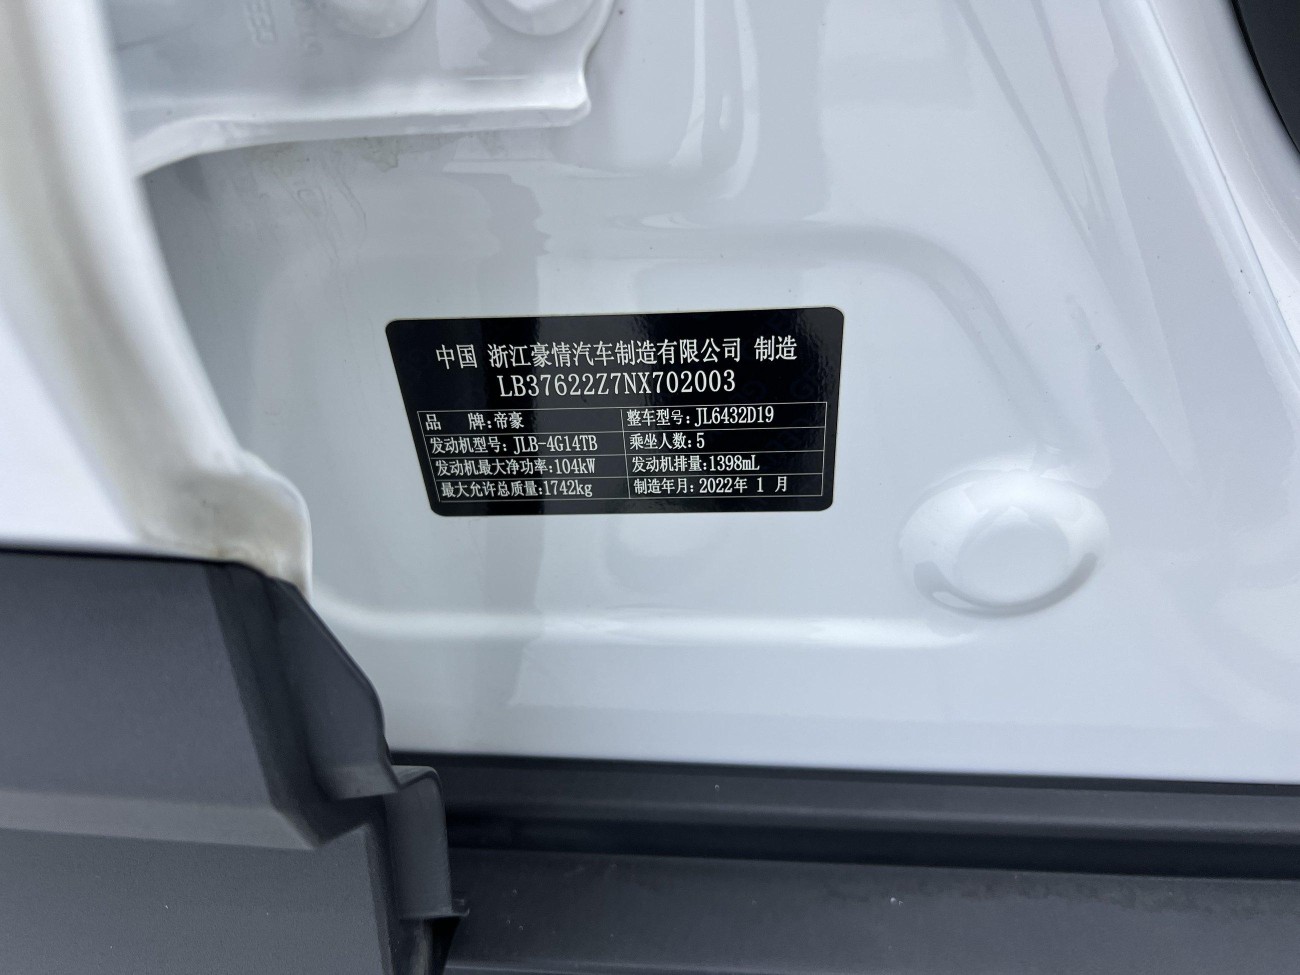 中国 浙江豪情汽车制造有限公司 制造
LB37622Z7NX702003
品 牌:帝豪 整车型号:JL6432D19
发动机型号:JLB-4G14TB 乘坐人数:5
发动机最大净功率:104kW 发动机排量:1398mL
最大允许总质量:1742kg 制造年月:2022年 1 月